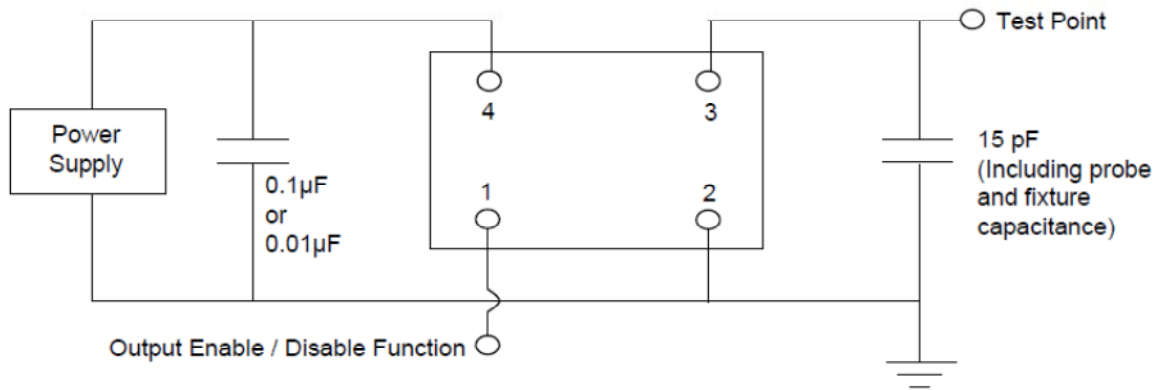 Test Point
4
3
Power
Supply
15 pF
(Including probe
and fixture
capacitance)
0.1µF
or
0.01µF
1
2
Output Enable / Disable Function